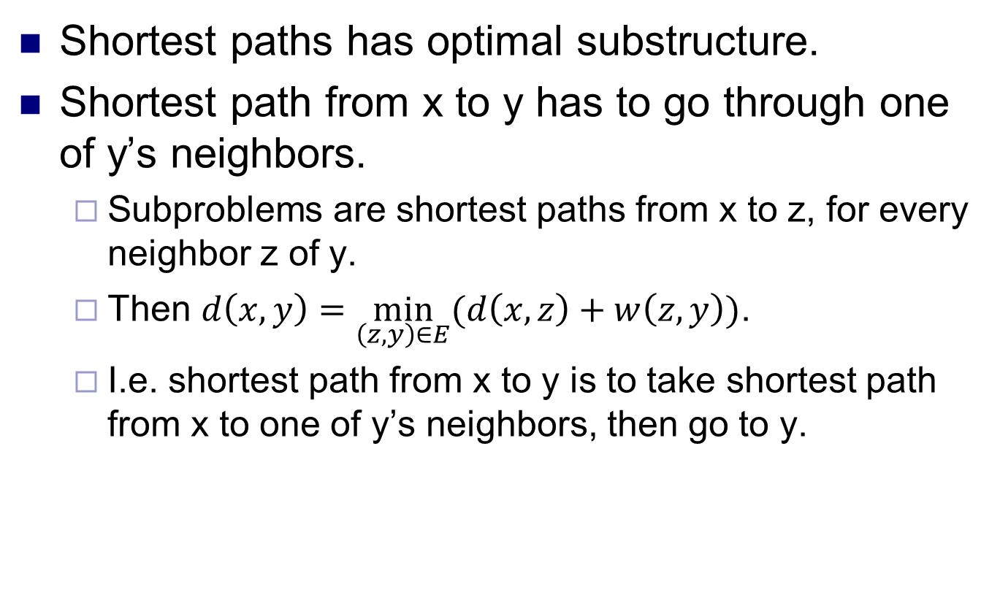 Shortest paths has optimal substructure.
Shortest path from x to y has to go through one
of y’s neighbors.
Subproblems are shortest paths from x to z, for every
neighbor z of y.
Then d(x, y) = min (d(x, z) + w(z, y)).
(z,y)∈E
I.e. shortest path from x to y is to take shortest path
from x to one of y’s neighbors, then go to y.